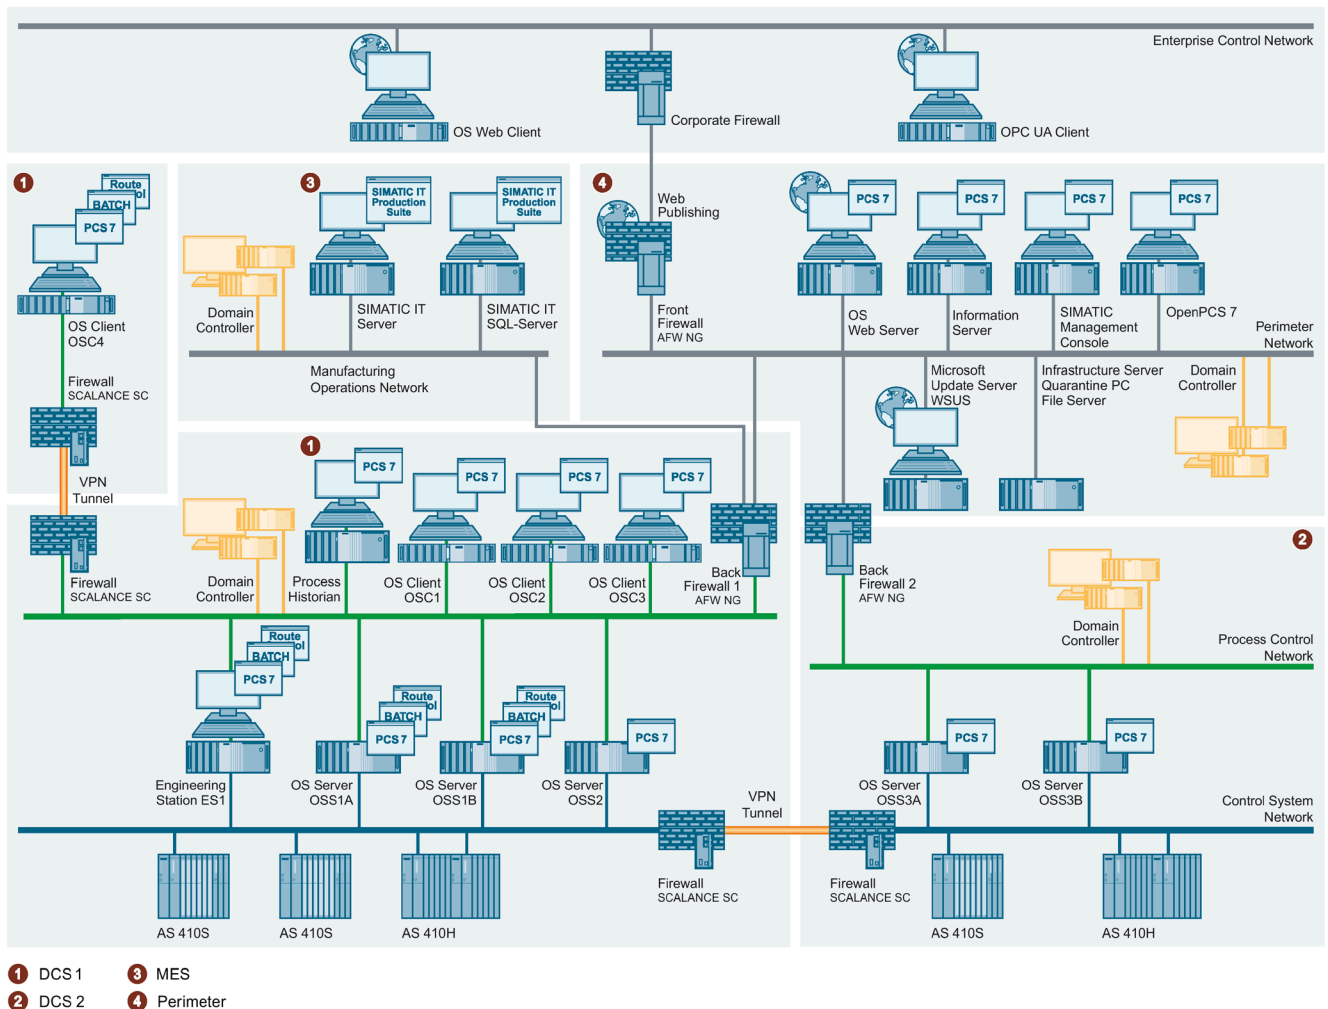 Enterprise Control Network
OS Web Client
Corporate Firewall
OPC UA Client
1
Route
BATCH
PCS 7
OS Client
OSC4
Firewall
SCALANCE SC
VPN
Tunnel
Firewall
SCALANCE SC
3
SIMATIC IT
Production
Suite
SIMATIC IT
Production
Suite
Domain
Controller
SIMATIC IT
Server
SIMATIC IT
SQL-Server
Manufacturing
Operations Network
4
Web
Publishing
Front
Firewall
AFW NG
PCS 7
PCS 7
PCS 7
PCS 7
OS
Web Server
Information
Server
SIMATIC
Management
Console
OpenPCS 7
Perimeter
Network
Microsoft
Update Server
WSUS
Infrastructure Server
Quarantine PC
File Server
Domain
Controller
1
PCS 7
PCS 7
PCS 7
PCS 7
Domain
Controller
Process
Historian
OS Client
OSC1
OS Client
OSC2
OS Client
OSC3
Back
Firewall 1
AFW NG
Back
Firewall 2
AFW NG
2
Domain
Controller
Process Control
Network
Route
BATCH
PCS 7
Engineering
Station ES1
Route
BATCH
PCS 7
OS Server
OSS1A
Route
BATCH
PCS 7
OS Server
OSS1B
PCS 7
OS Server
OSS2
VPN
Tunnel
PCS 7
OS Server
OSS3A
PCS 7
OS Server
OSS3B
Control System
Network
Firewall
SCALANCE SC
Firewall
SCALANCE SC
AS 410S
AS 410S
AS 410H
AS 410S
AS 410H
1 DCS 1
3 MES
2 DCS 2
4 Perimeter